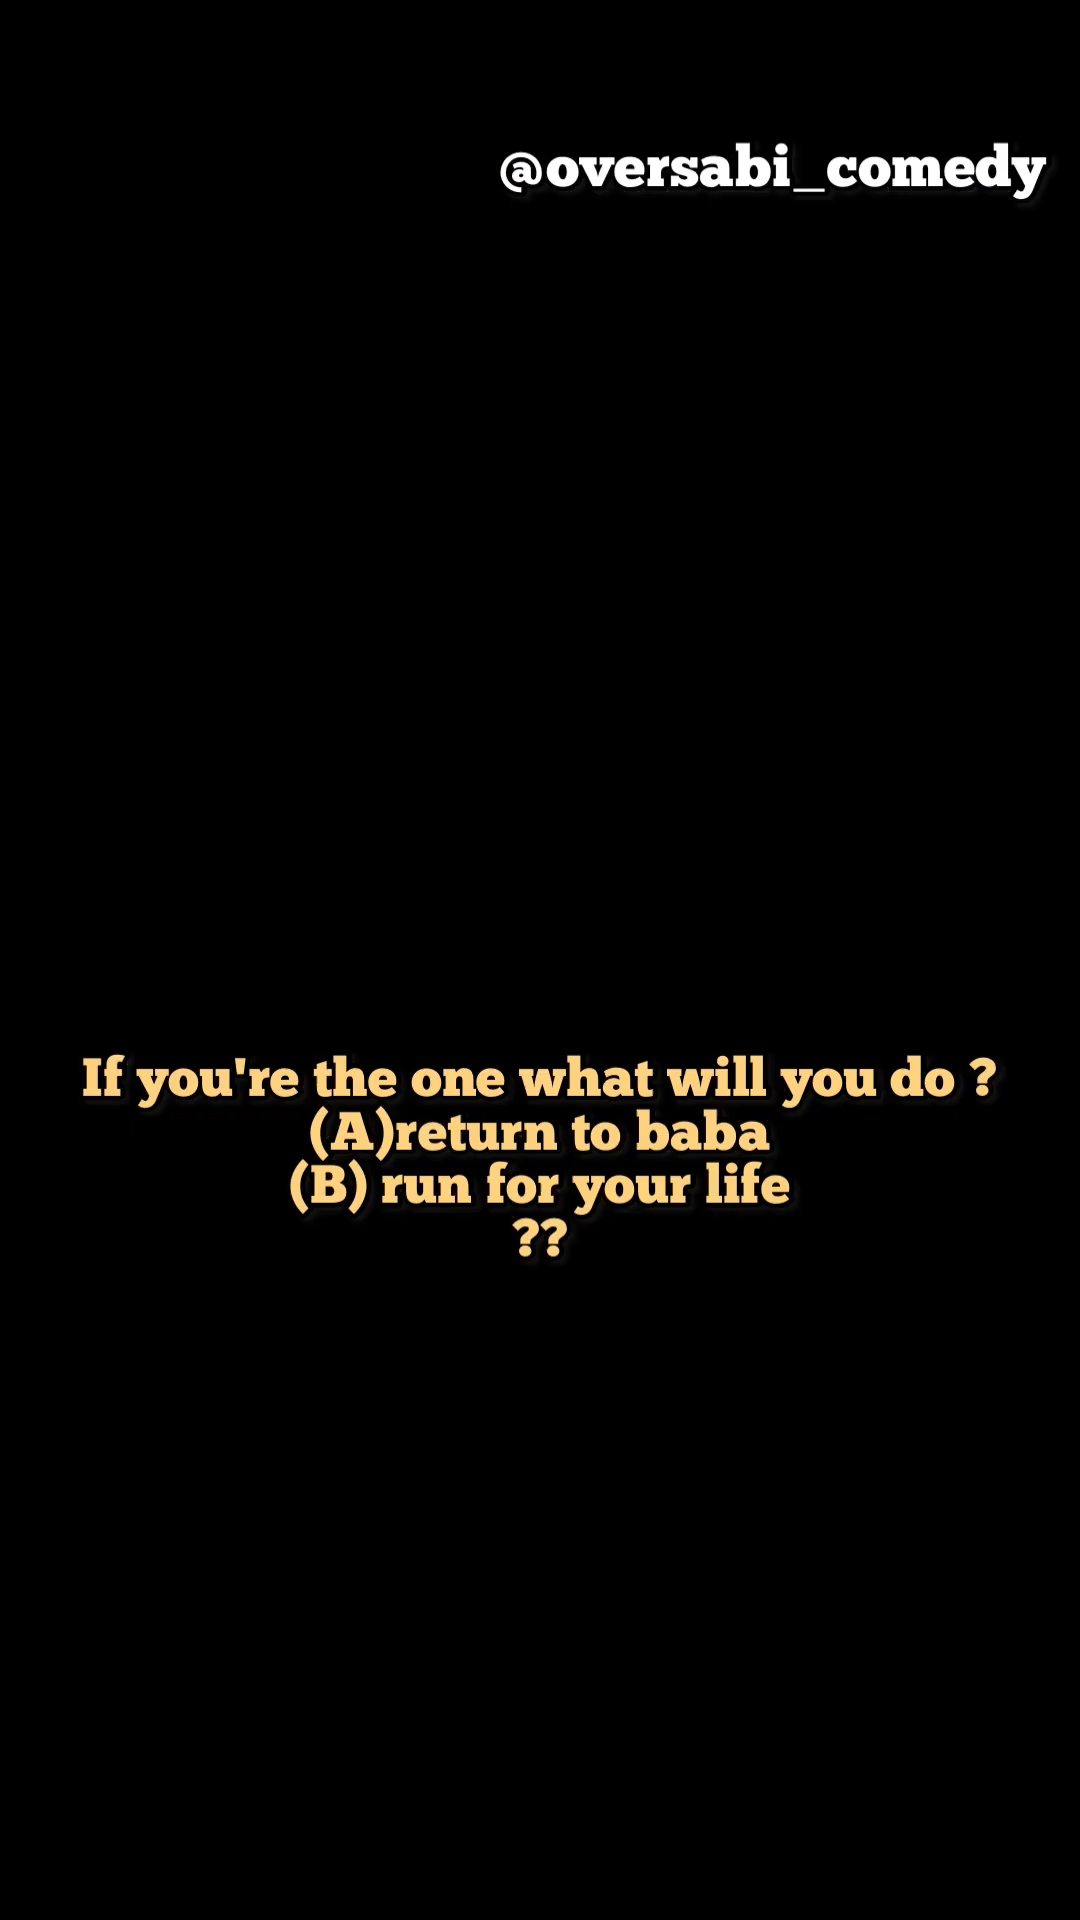 @oversabi_comedy
If you're the one what will you do ?
(A)return to baba
(B) run for your life
??